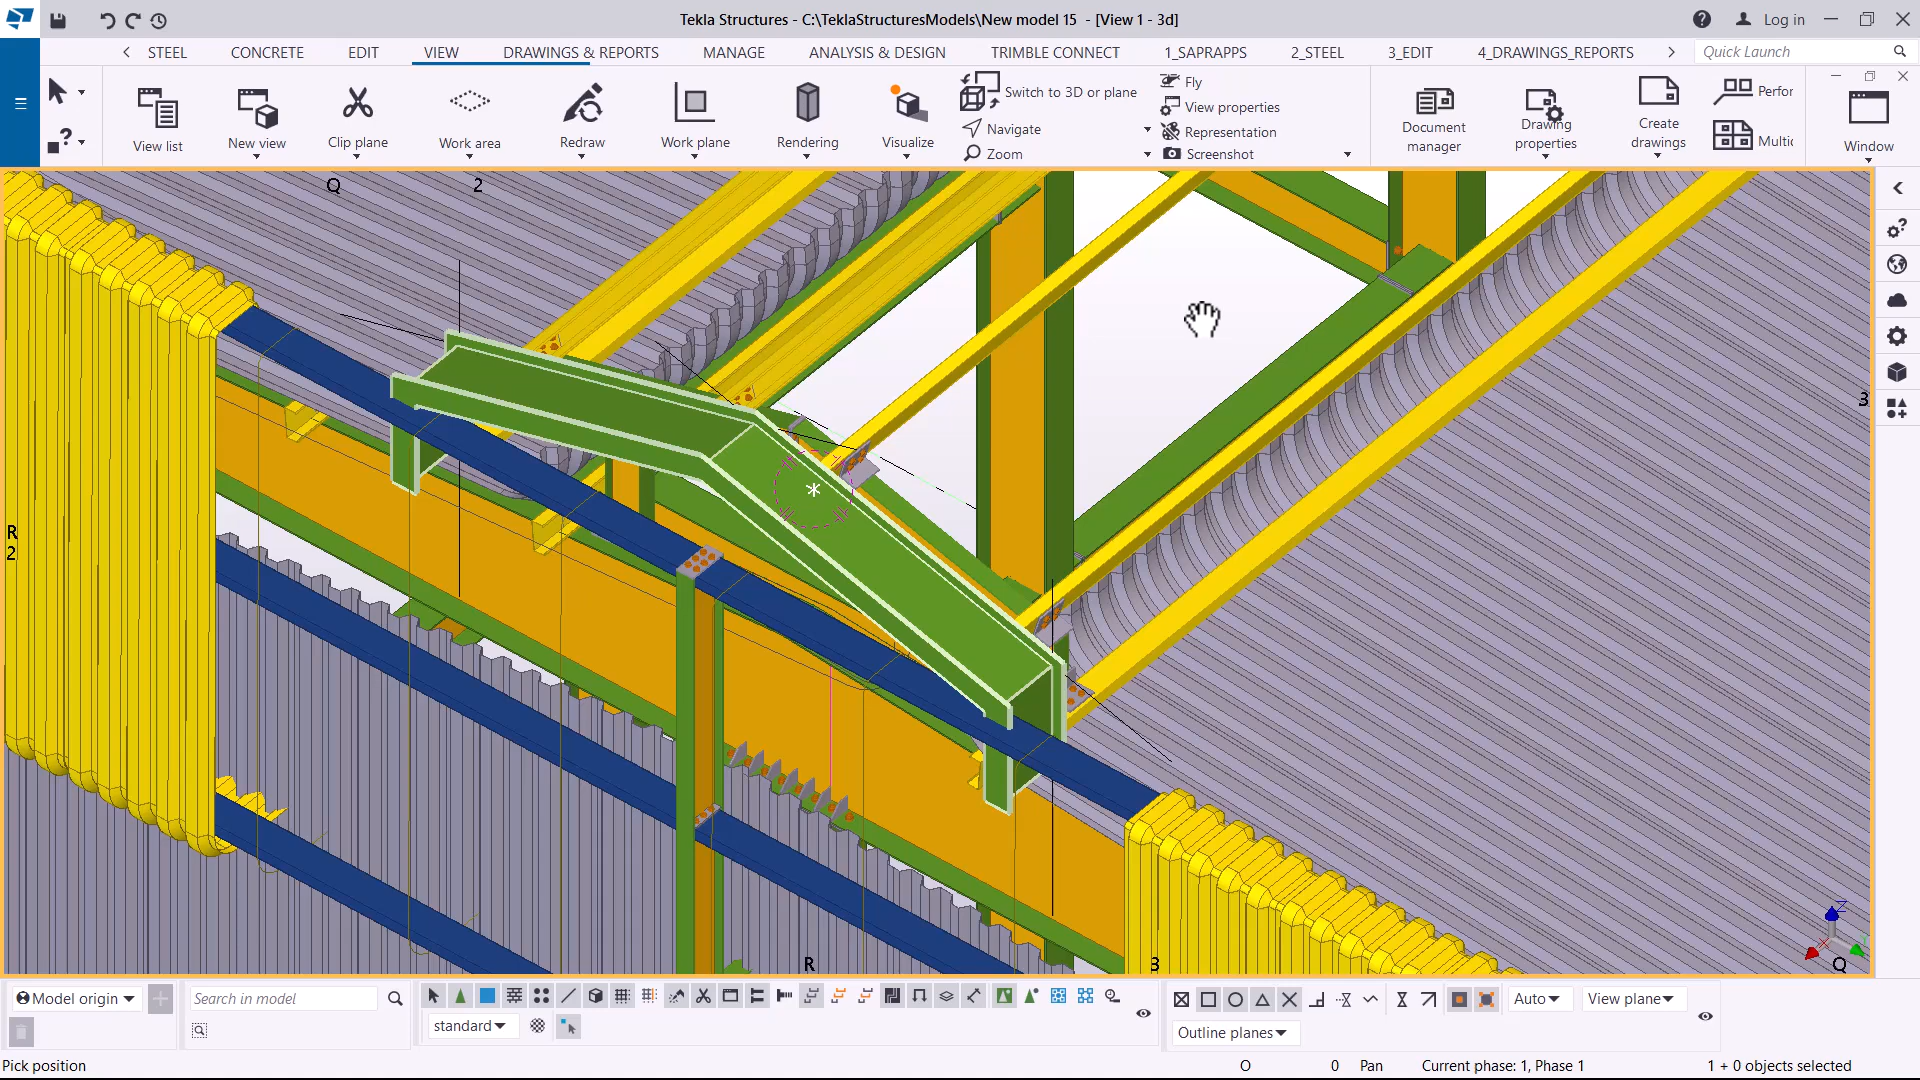 Tekla Structures - C:\TeklaStructuresModels\New model 15 - [View 1 - 3d]
Log in
STEEL CONCRETE EDIT VIEW DRAWINGS & REPORTS MANAGE ANALYSIS & DESIGN TRIMBLE CONNECT 1_SAPRAPPS 2_STEEL 3_EDIT 4_DRAWINGS_REPORTS Quick Launch
View list
New view
Clip plane
Work area
Redraw
Work plane
Rendering
Visualize
Switch to 3D or plane
Navigate
Zoom
Fly
View properties
Representation
Screenshot
Document
manager
Drawing
properties
Create
drawings
Perfor
Multi
Window
Q 2
3
R
2
R 3
Z
X
Q
Model origin
Search in model
standard
Auto
View plane
Outline planes
Pick position
O 0 Pan Current phase: 1, Phase 1 1 + 0 objects selected